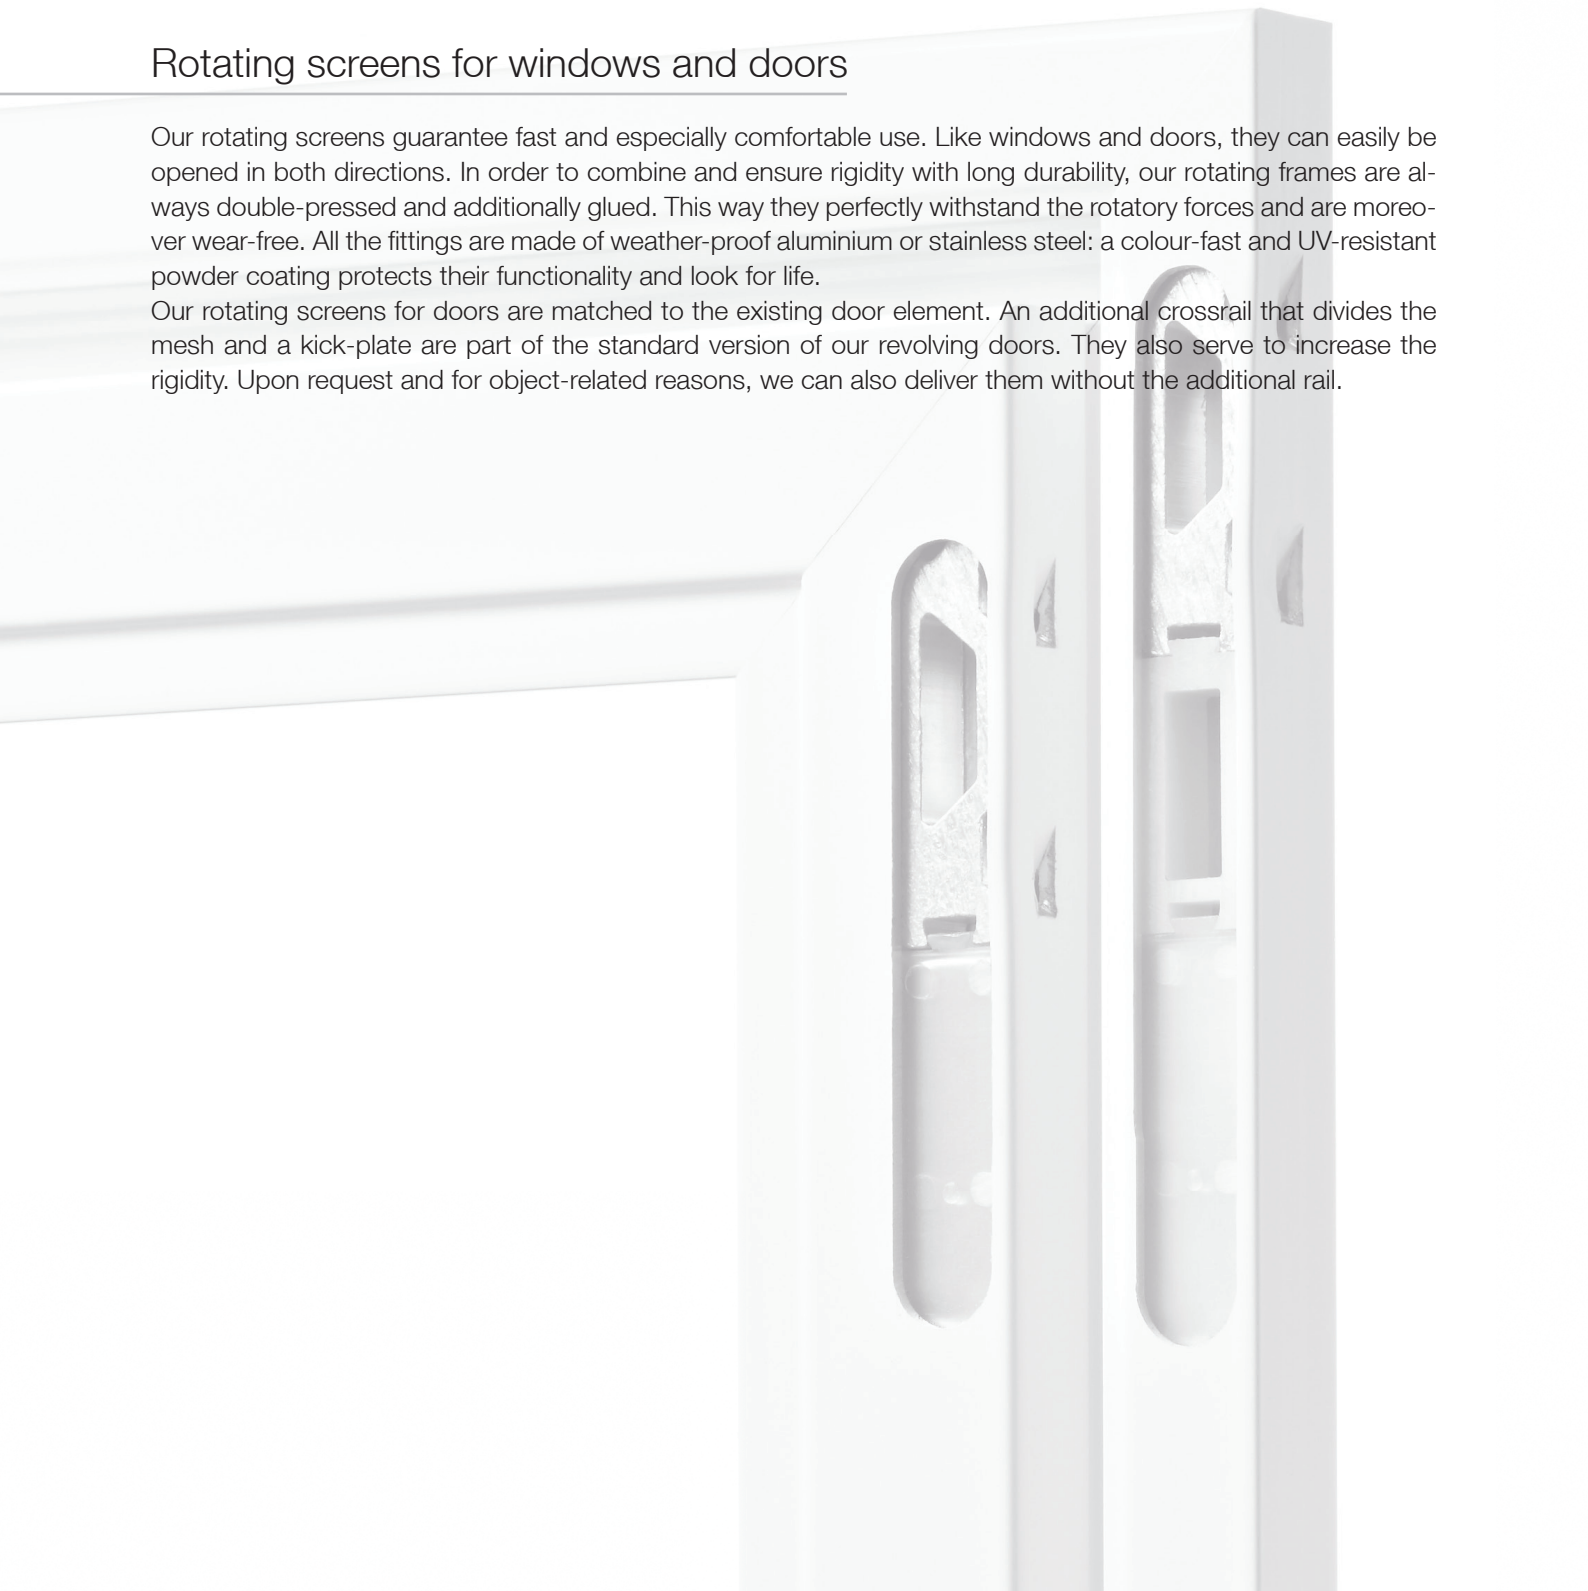 Rotating screens for windows and doors
Our rotating screens guarantee fast and especially comfortable use. Like windows and doors, they can easily be
opened in both directions. In order to combine and ensure rigidity with long durability, our rotating frames are al-
ways double-pressed and additionally glued. This way they perfectly withstand the rotatory forces and are moreo-
ver wear-free. All the fittings are made of weather-proof aluminium or stainless steel: a colour-fast and UV-resistant
powder coating protects their functionality and look for life.
Our rotating screens for doors are matched to the existing door element. An additional crossrail that divides the
mesh and a kick-plate are part of the standard version of our revolving doors. They also serve to increase the
rigidity. Upon request and for object-related reasons, we can also deliver them without the additional rail.